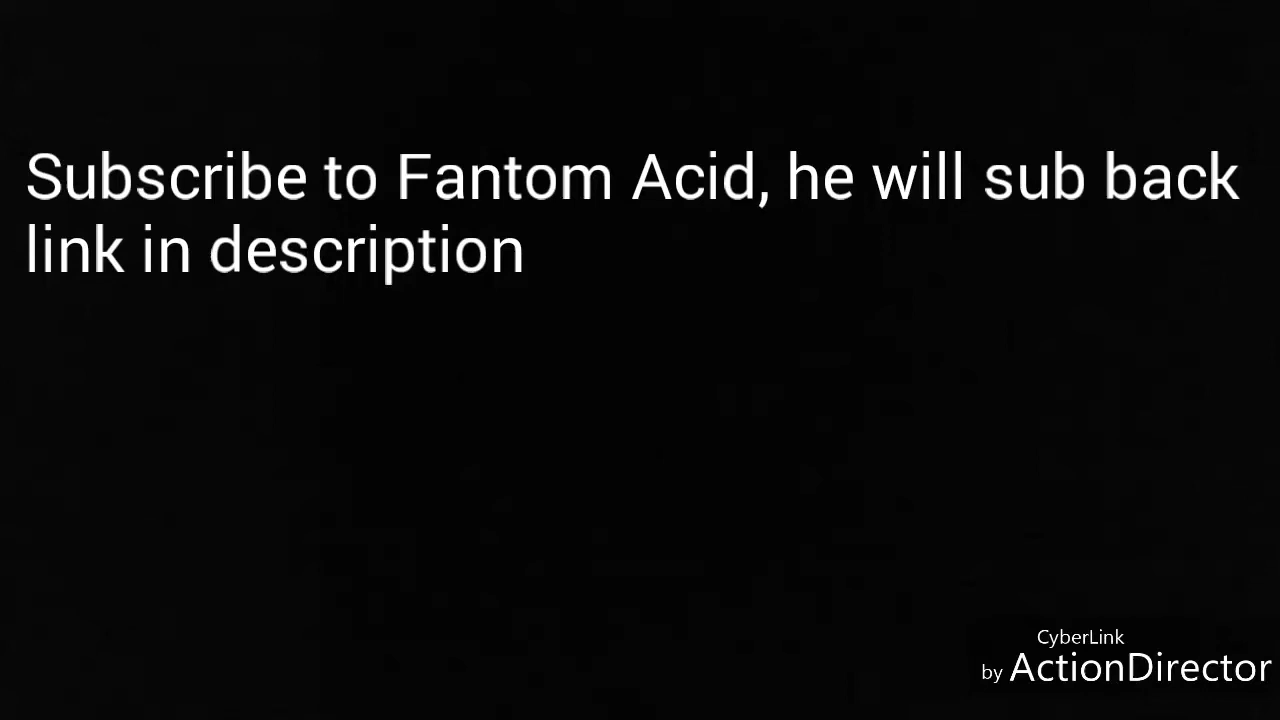 Subscribe to Fantom Acid, he will sub back
link in description
CyberLink
by ActionDirector